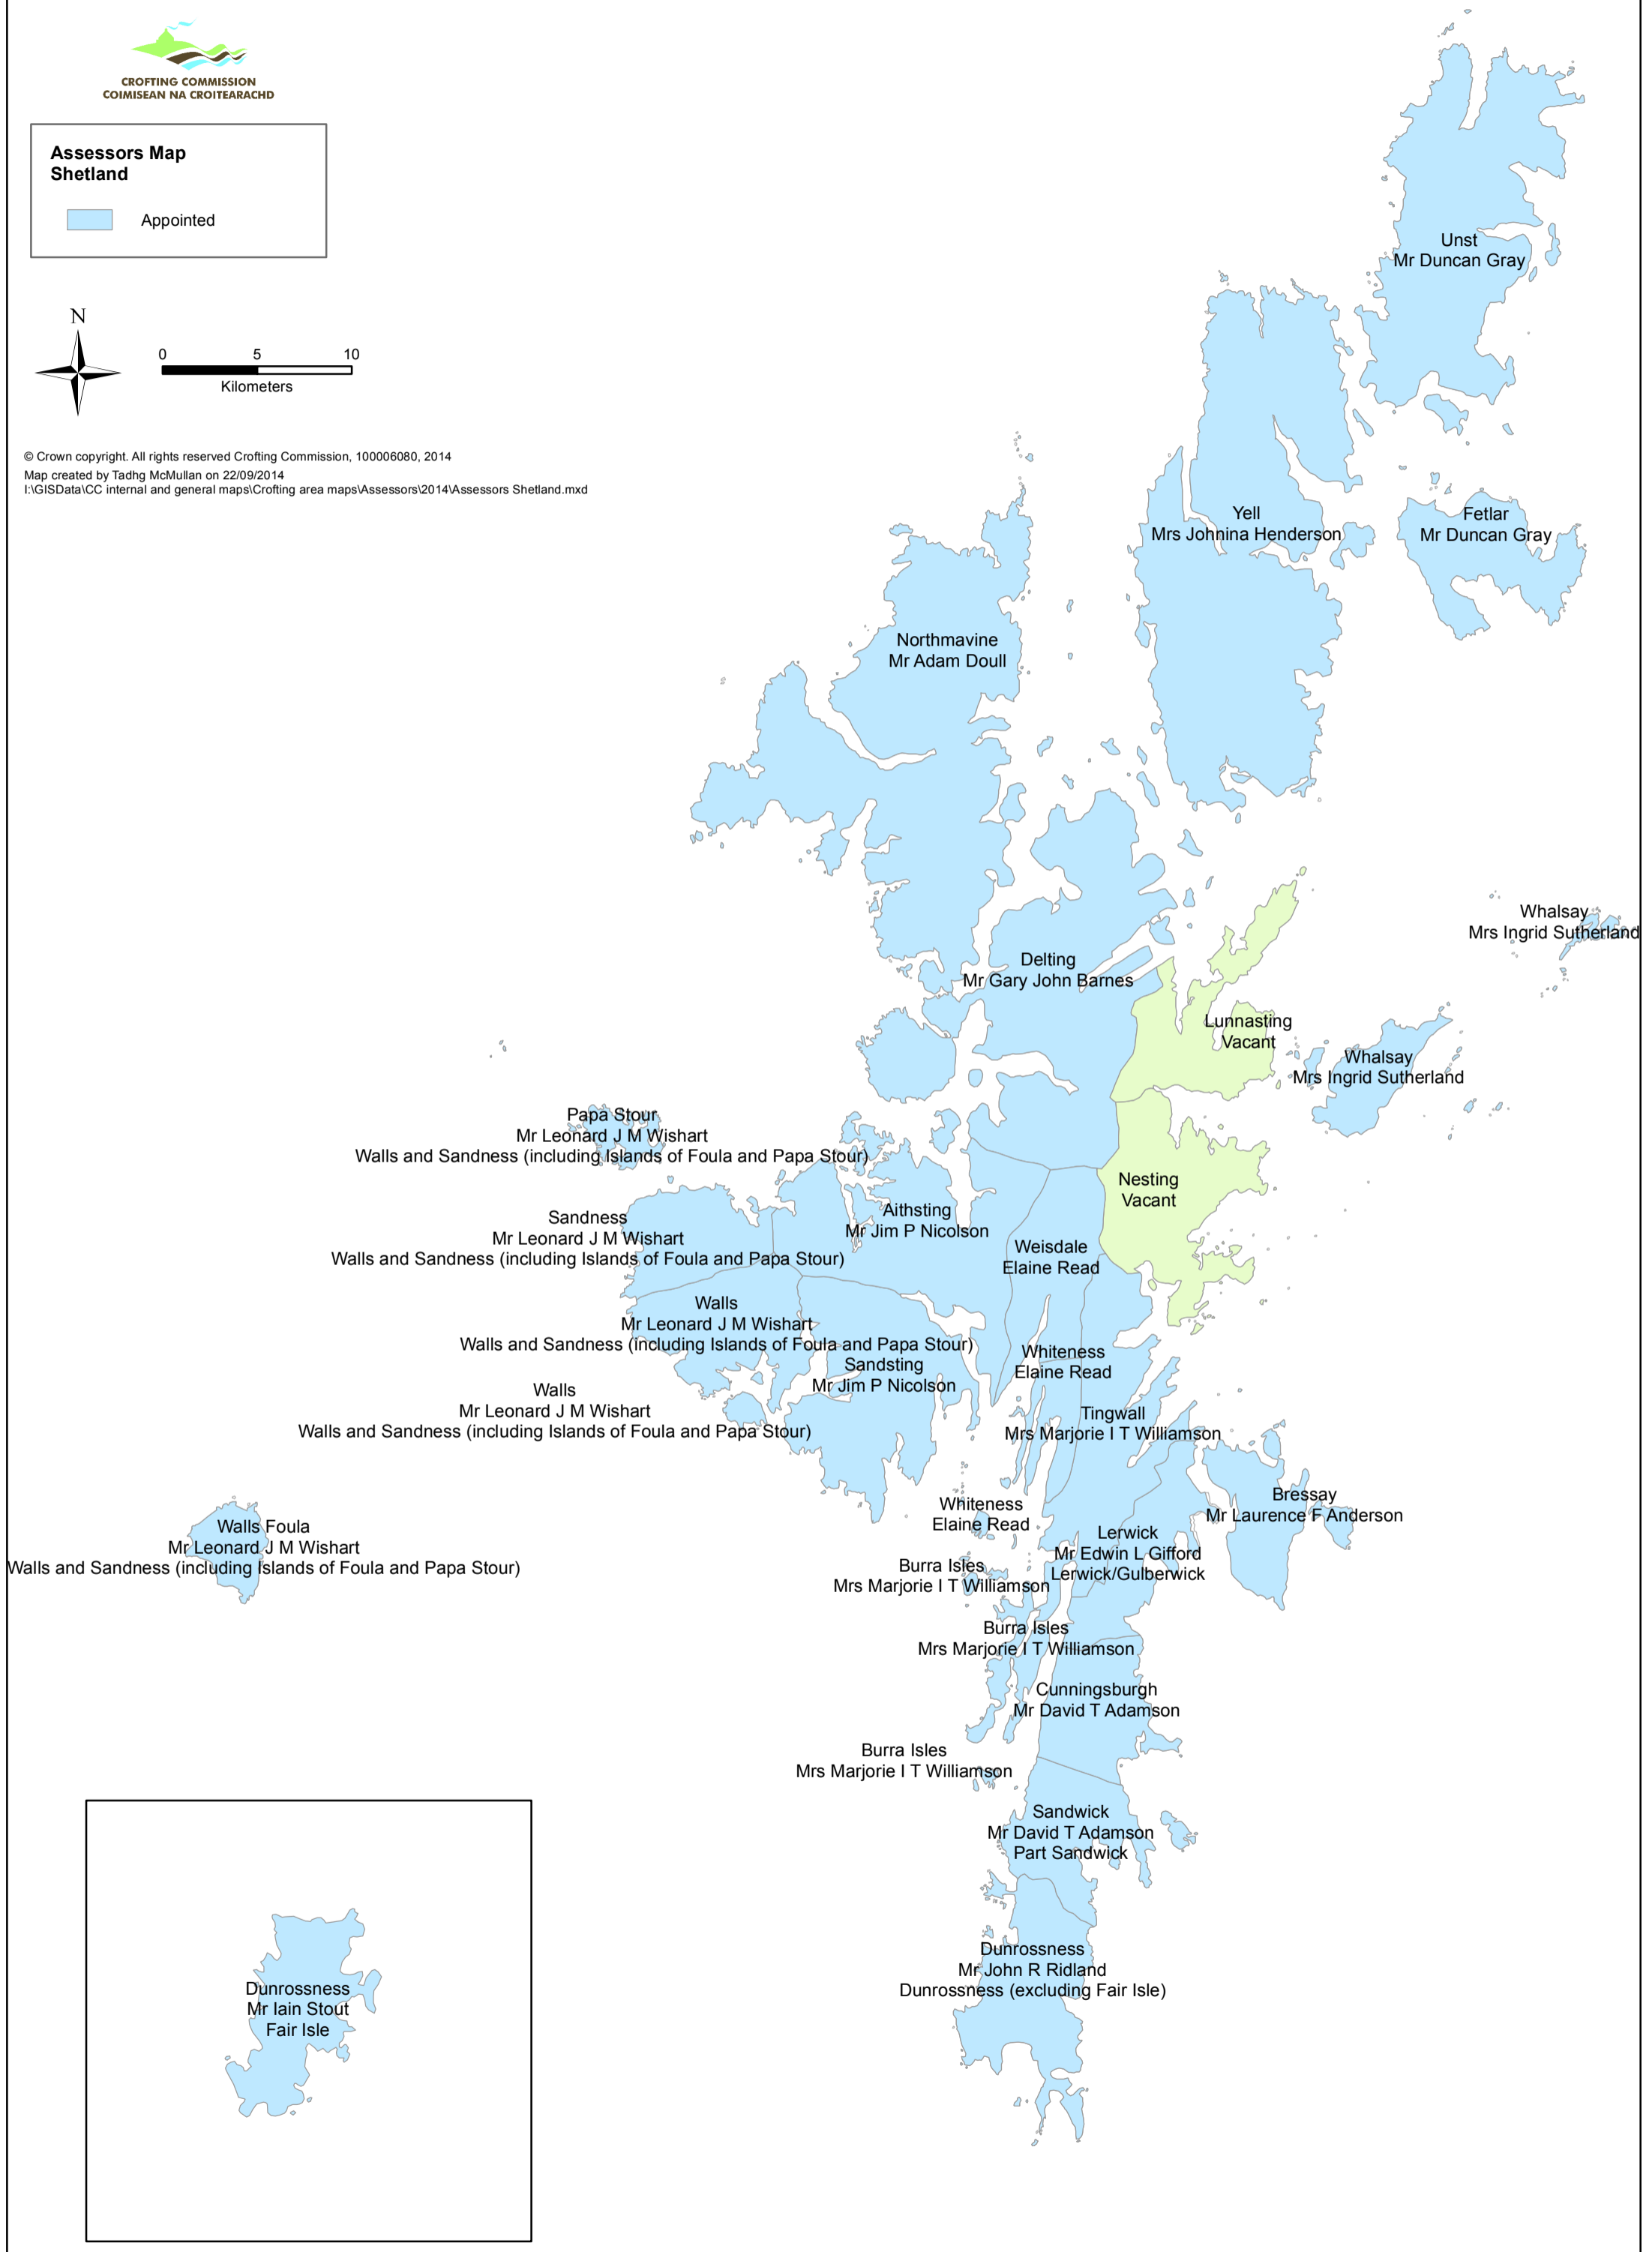 CROFTING COMMISSION
COIMISEAN NA CROITEARACHD
Assessors Map
Shetland
Appointed
N
0 5 10
Kilometers
© Crown copyright. All rights reserved Crofting Commission, 100006080, 2014
Map created by Tadhg McMullan on 22/09/2014
I:\GISData\CC internal and general maps\Crofting area maps\Assessors\2014\Assessors Shetland.mxd
Unst
Mr Duncan Gray
Yell
Mrs Johnina Henderson
Fetlar
Mr Duncan Gray
Northmavine
Mr Adam Doull
Whalsay
Mrs Ingrid Sutherland
Delting
Mr Gary John Barnes
Lunnasting
Vacant
Whalsay
Mrs Ingrid Sutherland
Papa Stour
Mr Leonard J M Wishart
Walls and Sandness (including Islands of Foula and Papa Stour)
Nesting
Vacant
Sandness
Mr Leonard J M Wishart
Walls and Sandness (including Islands of Foula and Papa Stour)
Aithsting
Mr Jim P Nicolson
Weisdale
Elaine Read
Walls
Mr Leonard J M Wishart
Walls and Sandness (including Islands of Foula and Papa Stour)
Sandsting
Mr Jim P Nicolson
Whiteness
Elaine Read
Walls
Mr Leonard J M Wishart
Walls and Sandness (including Islands of Foula and Papa Stour)
Tingwall
Mrs Marjorie I T Williamson
Bressay
Mr Laurence F Anderson
Whiteness
Elaine Read
Walls Foula
Mr Leonard J M Wishart
Walls and Sandness (including Islands of Foula and Papa Stour)
Lerwick
Mr Edwin L Gifford
Lerwick/Gulberwick
Burra Isles
Mrs Marjorie I T Williamson
Burra Isles
Mrs Marjorie I T Williamson
Cunningsburgh
Mr David T Adamson
Burra Isles
Mrs Marjorie I T Williamson
Sandwick
Mr David T Adamson
Part Sandwick
Dunrossness
Mr John R Ridland
Dunrossness (excluding Fair Isle)
Dunrossness
Mr Iain Stout
Fair Isle